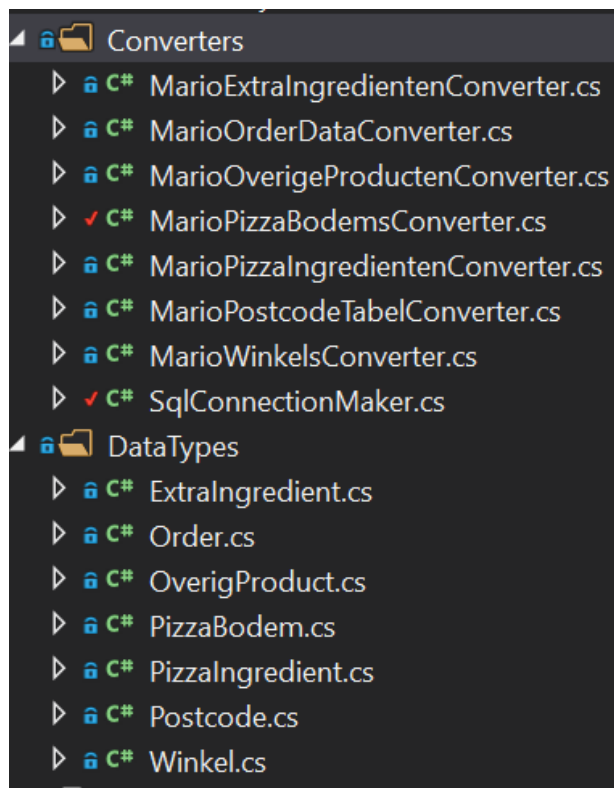 Converters
C# MarioExtraIngredientenConverter.cs
C# MarioOrderDataConverter.cs
C# MarioOverigeProductenConverter.cs
C# MarioPizzaBodemsConverter.cs
C# MarioPizzaIngredientenConverter.cs
C# MarioPostcodeTabelConverter.cs
C# MarioWinkelsConverter.cs
C# SqlConnectionMaker.cs
DataTypes
C# ExtraIngredient.cs
C# Order.cs
C# OverigProduct.cs
C# PizzaBodem.cs
C# PizzaIngredient.cs
C# Postcode.cs
C# Winkel.cs